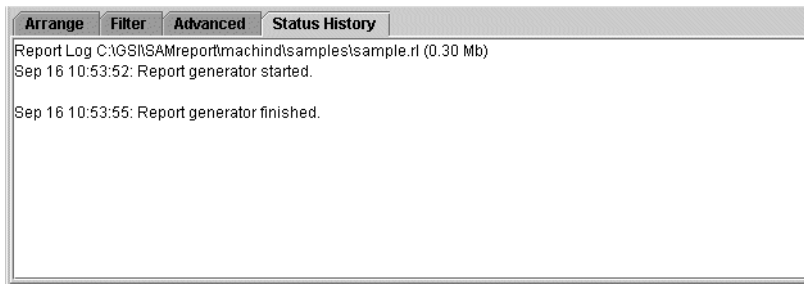 Arrange Filter Advanced Status History
Report Log C:\GSI\SAMreport\machind\samples\sample.rl (0.30 Mb)
Sep 16 10:53:52: Report generator started.
Sep 16 10:53:55: Report generator finished.